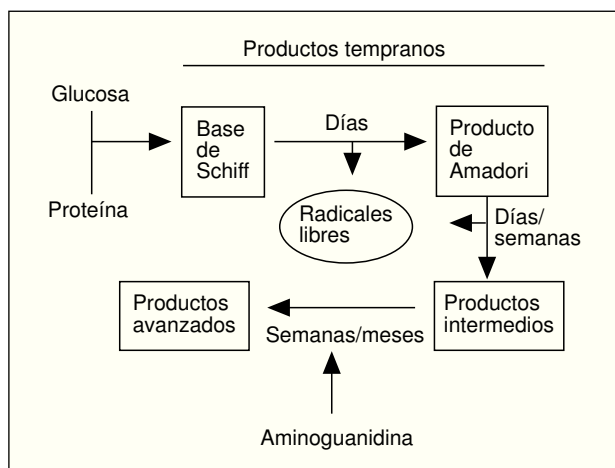 Productos tempranos
Glucosa
Proteína
Base
de
Schiff
Días
Radicales
libres
Producto
de
Amadori
Días/
semanas
Productos
intermedios
Semanas/meses
Productos
avanzados
Aminoguanidina